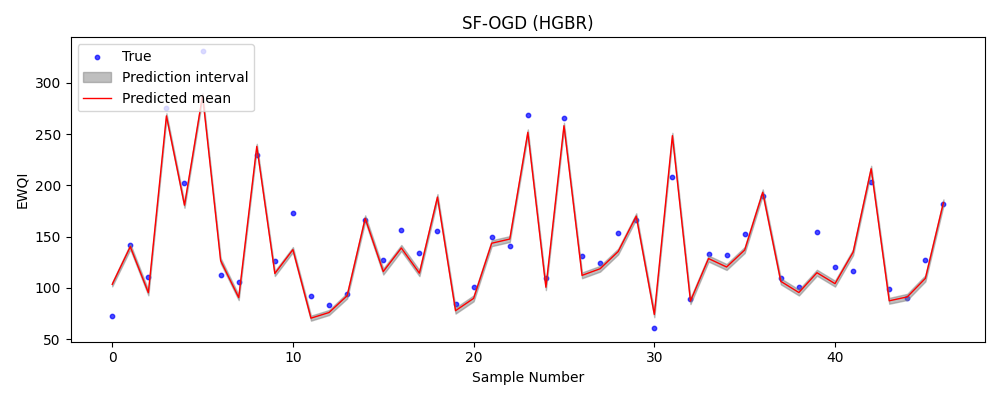 SF-OGD (HGBR)
True
Prediction interval
Predicted mean
EWQI
300
250
200
150
100
50
0 10 20 30 40
Sample Number